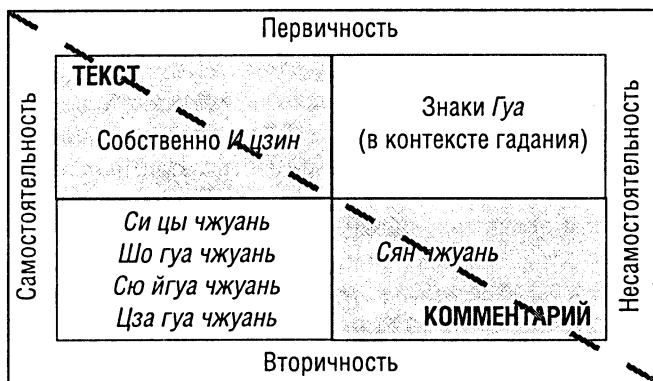 Первичность
Самостоятельность
ТЕКСТ
Собственно И цзин
Знаки Гуа
(в контексте гадания)
Несамостоятельность
Си цы чжуань
Шо гуа чжуань
Сю йгуа чжуань
Цза гуа чжуань
Сян чжуань
КОММЕНТАРИЙ
Вторичность